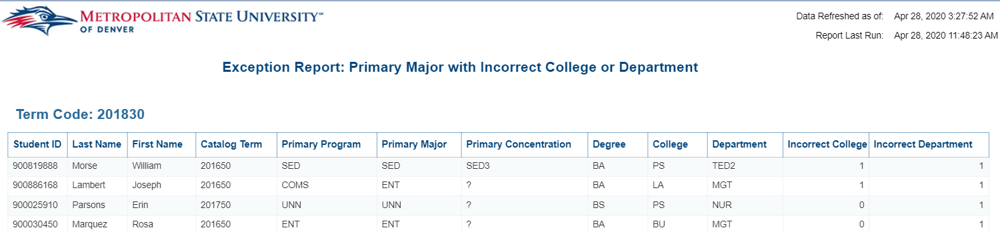 METROPOLITAN STATE UNIVERSITY™
OF DENVER
Data Refreshed as of: Apr 28, 2020 3:27:52 AM
Report Last Run: Apr 28, 2020 11:48:23 AM
Exception Report: Primary Major with Incorrect College or Department
Term Code: 201830
Student ID Last Name First Name Catalog Term Primary Program Primary Major Primary Concentration Degree College Department Incorrect College Incorrect Department
900819888 Morse William 201650 SED SED SED3 BA PS TED2 1 1
900886168 Lambert Joseph 201650 COMS ENT ? BA LA MGT 1 1
900025910 Parsons Erin 201750 UNN UNN ? BS PS NUR 0 1
900030450 Marquez Rosa 201650 ENT ENT ? BA BU MGT 0 1